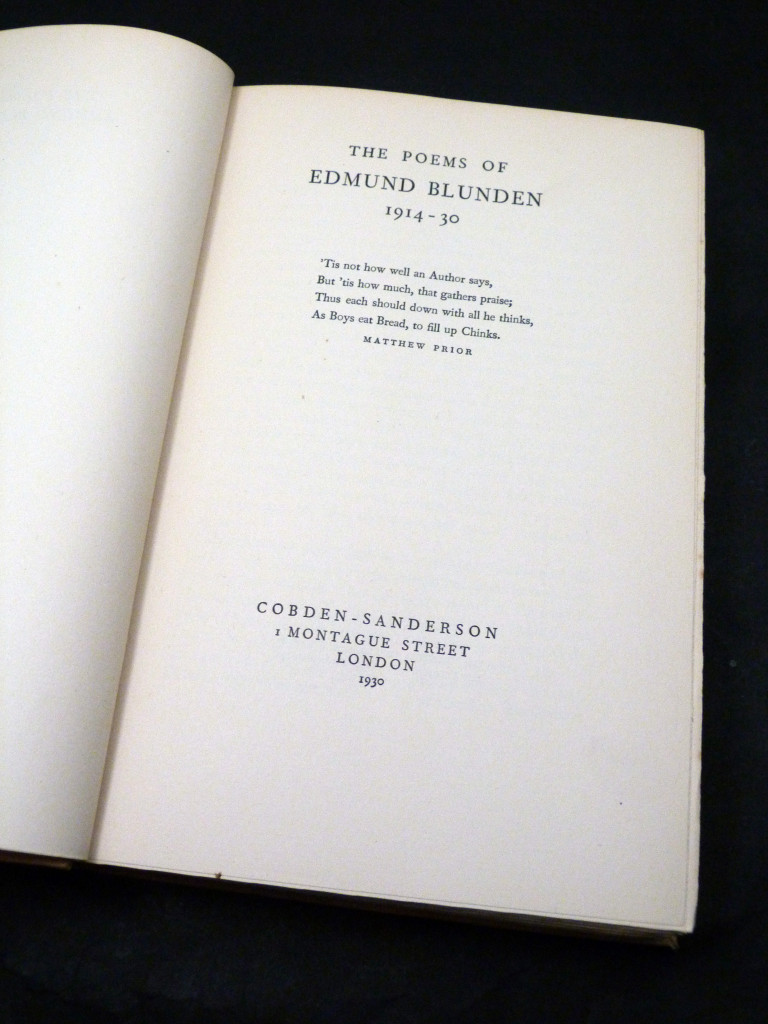 THE POEMS OF
EDMUND BLUNDEN
1914-30
'Tis not how well an Author says,
But 'tis how much, that gathers praise;
Thus each should down with all he thinks,
As Boys eat Bread, to fill up Chinks.
MATTHEW PRIOR
COBDEN-SANDERSON
1 MONTAGUE STREET
LONDON
1930